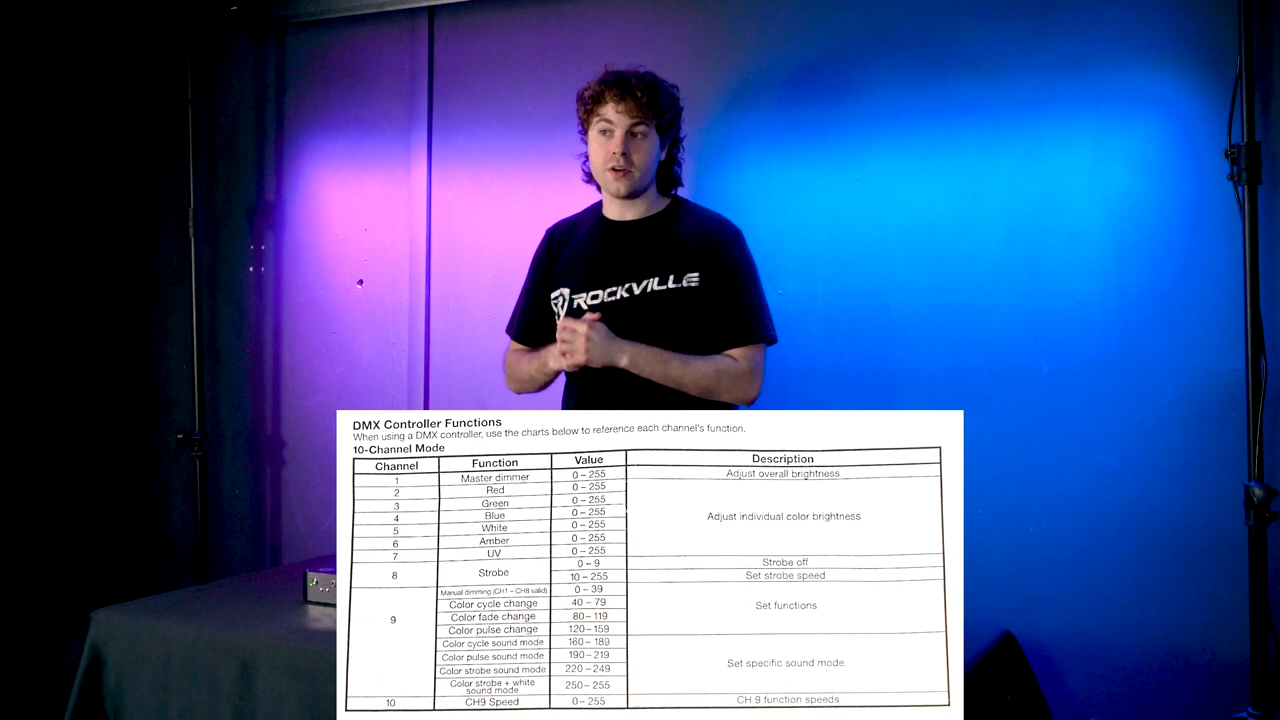 ROCKVILLE
DMX Controller Functions
When using a DMX controller, use the charts below to reference each channel's function.
10-Channel Mode
Channel Function Value Description
1 Master dimmer 0 – 255 Adjust overall brightness
2 Red 0 – 255
3 Green 0 – 255
4 Blue 0 – 255 Adjust individual color brightness
5 White 0 – 255
6 Amber 0 – 255
7 UV 0 – 255
8 Strobe 0 – 9 Strobe off
10 – 255 Set strobe speed
9 Manual dimming (CH1 – CH8 valid) 0 – 39 Set functions
Color cycle change 40 – 79
Color fade change 80 – 119
Color pulse change 120 – 159
Color cycle sound mode 160 – 189 Set specific sound mode.
Color pulse sound mode 190 – 219
Color strobe sound mode 220 – 249
Color strobe + white
sound mode 250 – 255
10 CH9 Speed 0 – 255 CH 9 function speeds